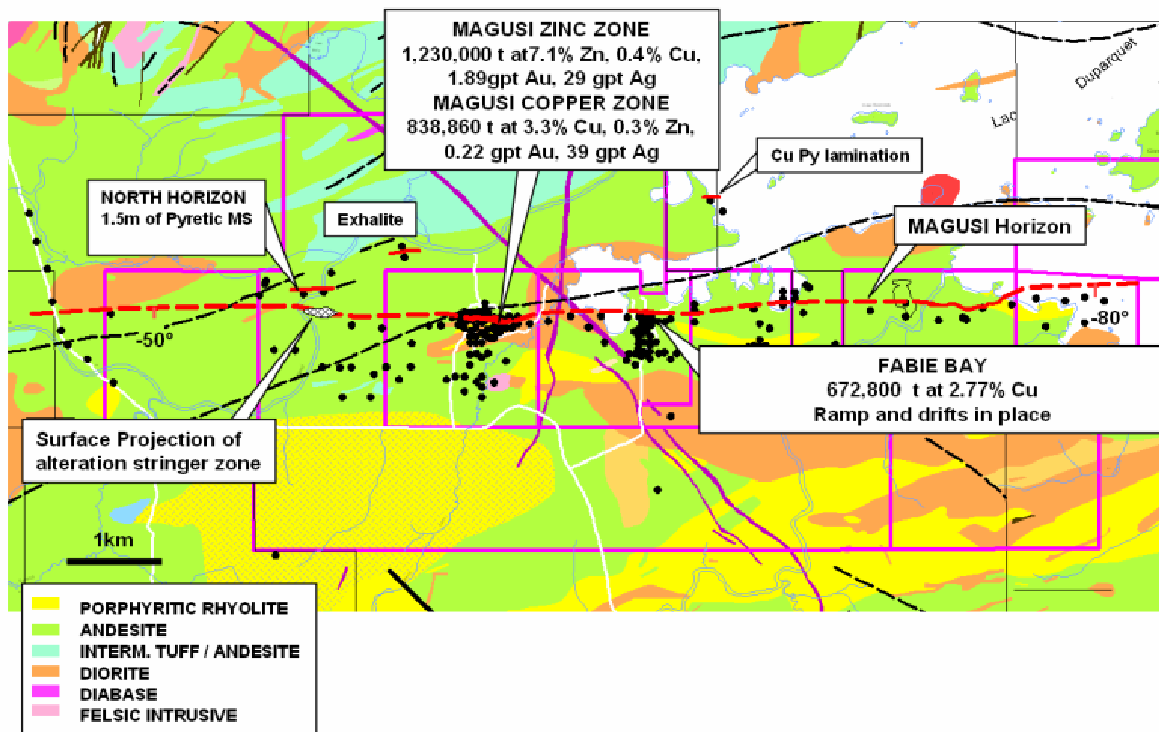 MAGUSI ZINC ZONE
1,230,000 t at7.1% Zn, 0.4% Cu,
1.89gpt Au, 29 gpt Ag
MAGUSI COPPER ZONE
838,860 t at 3.3% Cu, 0.3% Zn,
0.22 gpt Au, 39 gpt Ag
Duparquet
Lac
Cu Py lamination
NORTH HORIZON
1.5m of Pyretic MS
Exhalite
MAGUSI Horizon
-50°
-80°
FABIE BAY
672,800 t at 2.77% Cu
Ramp and drifts in place
Surface Projection of
alteration stringer zone
1km
PORPHYRITIC RHYOLITE
ANDESITE
INTERM. TUFF / ANDESITE
DIORITE
DIABASE
FELSIC INTRUSIVE